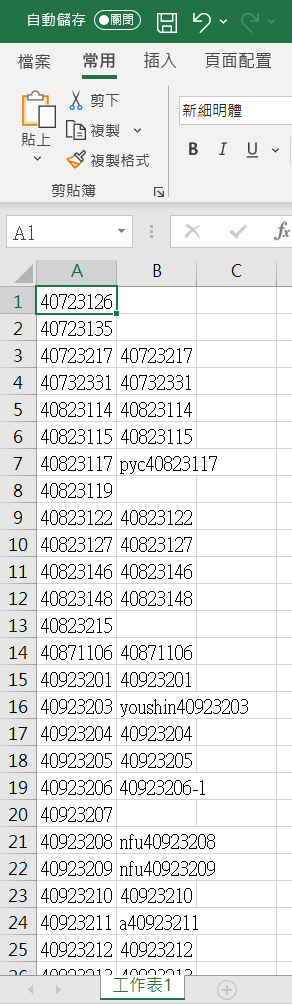 自動儲存 關閉
檔案 常用 插入 頁面配置
貼上
剪下
複製
複製格式
剪貼簿
新細明體
B I U
A1
fx
A B C
1 40723126
2 40723135
3 40723217 40723217
4 40732331 40732331
5 40823114 40823114
6 40823115 40823115
7 40823117 pyc40823117
8 40823119
9 40823122 40823122
10 40823127 40823127
11 40823146 40823146
12 40823148 40823148
13 40823215
14 40871106 40871106
15 40923201 40923201
16 40923203 youshin40923203
17 40923204 40923204
18 40923205 40923205
19 40923206 40923206-1
20 40923207
21 40923208 nfu40923208
22 40923209 nfu40923209
23 40923210 40923210
24 40923211 a40923211
25 40923212 40923212
26 40923213 40923213
工作表1